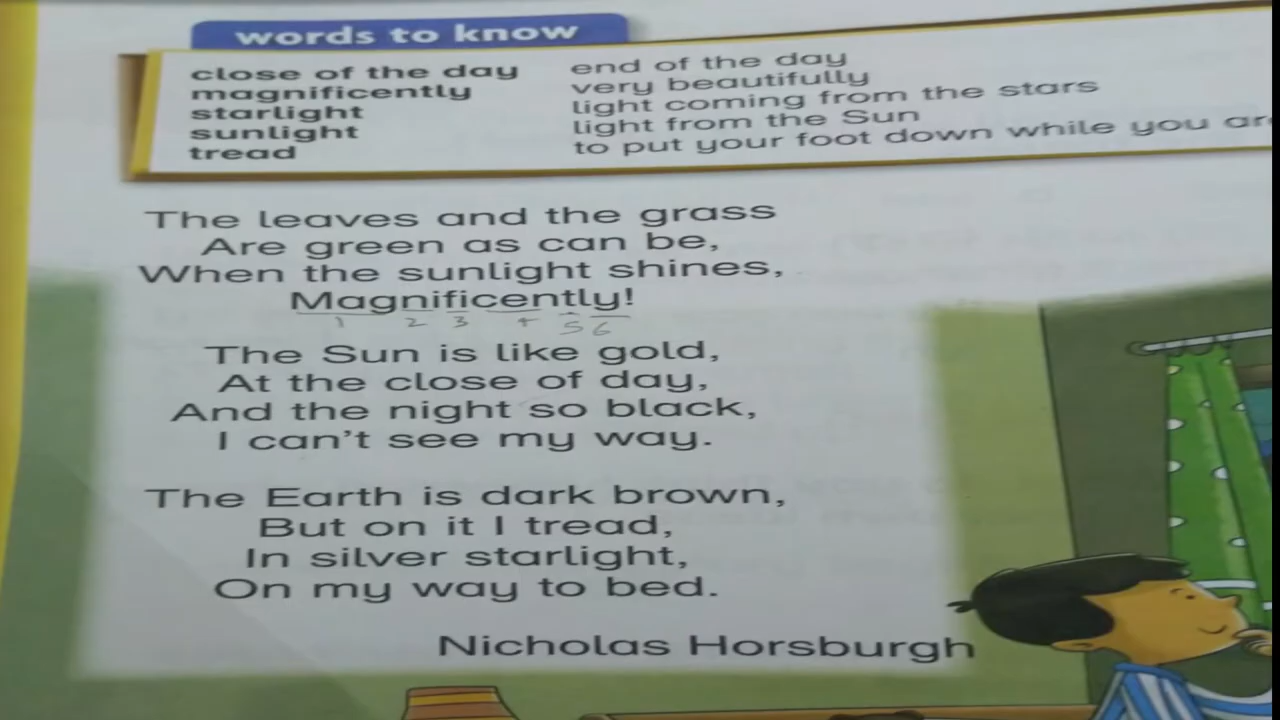 words to know
close of the day end of the day
magnificently very beautifully
starlight light coming from the stars
sunlight light from the Sun
tread to put your foot down while you
The leaves and the grass
Are green as can be,
When the sunlight shines,
Magnificently!
1 2 3 4 5 6
The Sun is like gold,
At the close of day,
And the night so black,
I can't see my way.
The Earth is dark brown,
But on it I tread,
In silver starlight,
On my way to bed.
Nicholas Horsburgh